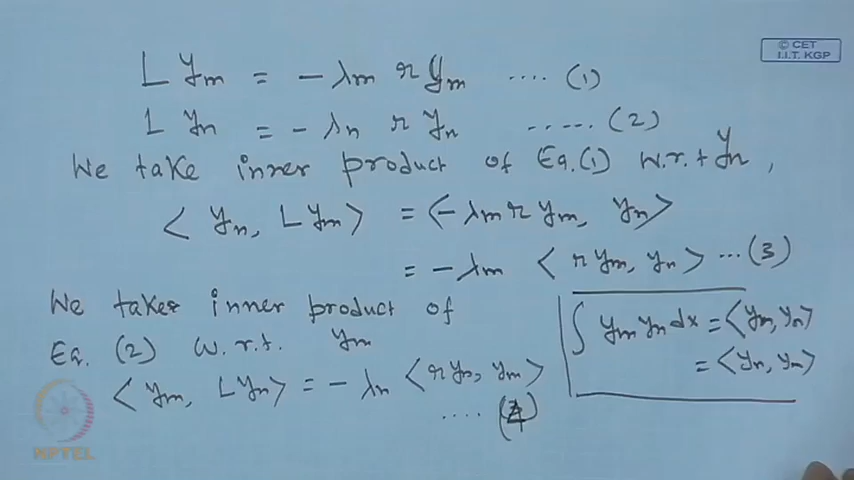 © CET
I.I.T. KGP
L yₘ = - λₘ r yₘ .... (1)
L yₙ = - λₙ r yₙ ..... (2)
We take inner product of Eq.(1) w.r.t yₙ,
< yₙ, L yₘ > = <- λₘ r yₘ, yₙ>
= - λₘ < r yₘ, yₙ > ... (3)
We takes inner product of
Eq. (2) w.r.t. yₘ
< yₘ, L yₙ > = - λₙ < r yₙ, yₘ >
.... (4)
∫ yₘ yₙ dx = <yₘ, yₙ>
= <yₙ, yₘ>
NPTEL